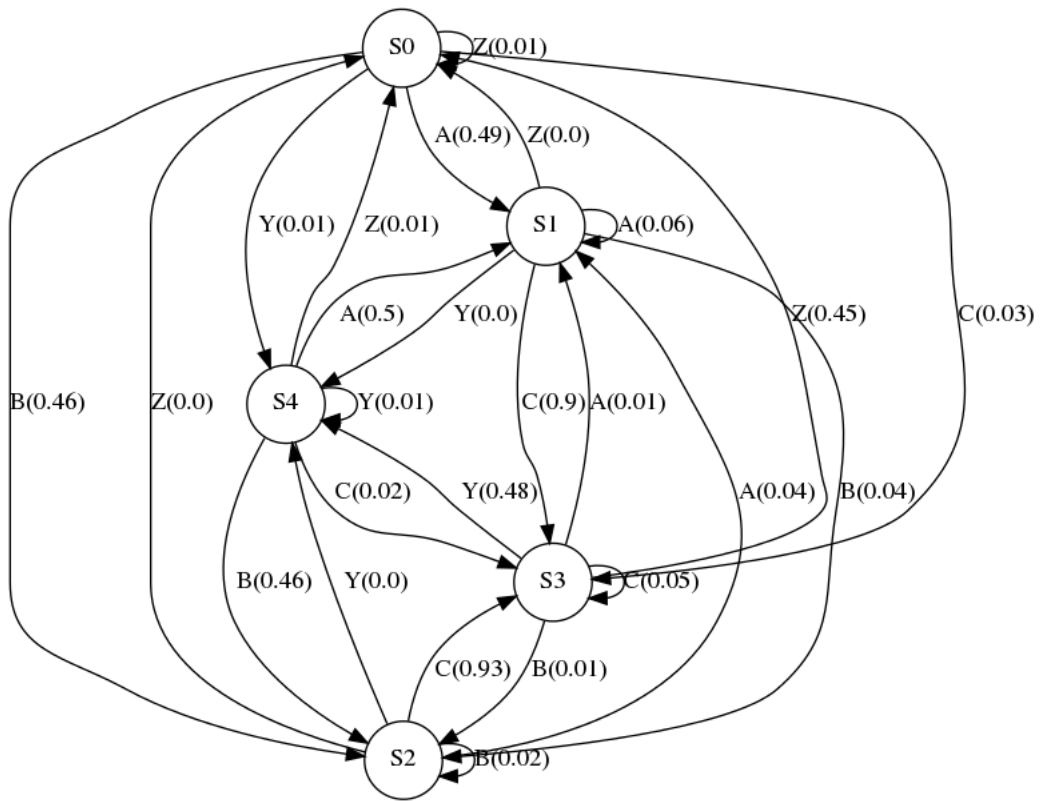 S0
Z(0.01)
A(0.49)
Z(0.0)
Y(0.01)
Z(0.01)
S1
A(0.06)
A(0.5)
Y(0.0)
Z(0.45)
C(0.03)
B(0.46)
Z(0.0)
S4
Y(0.01)
C(0.9)
A(0.01)
C(0.02)
Y(0.48)
A(0.04)
B(0.04)
B(0.46)
Y(0.0)
S3
C(0.05)
C(0.93)
B(0.01)
S2
B(0.02)